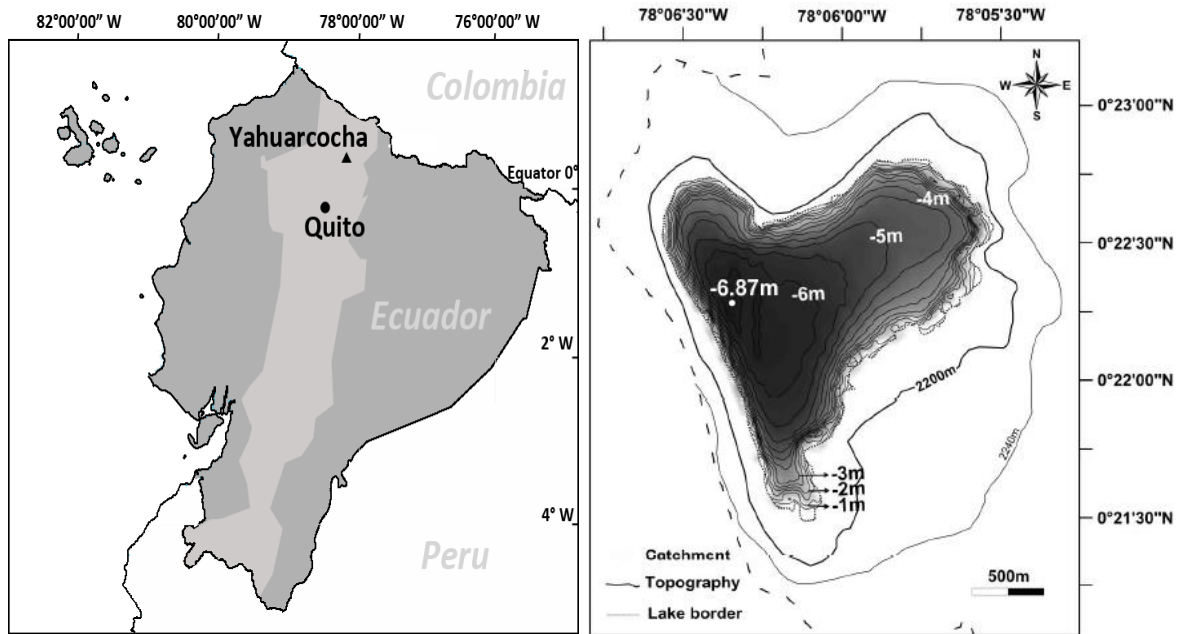 82°00'00" W
80°00'00" W
78°00'00" W
76°00'00" W
Colombia
Yahuarcocha
Equator 0°
Quito
Ecuador
2° W
4° W
Peru
78°06'30"W
78°06'00"W
78°05'30"W
N
W
E
S
0°23'00"N
-4m
-5m
0°22'30"N
-6.87m
-6m
0°22'00"N
2200m
2240m
-3m
-2m
-1m
0°21'30"N
Catchment
Topography
500m
Lake border